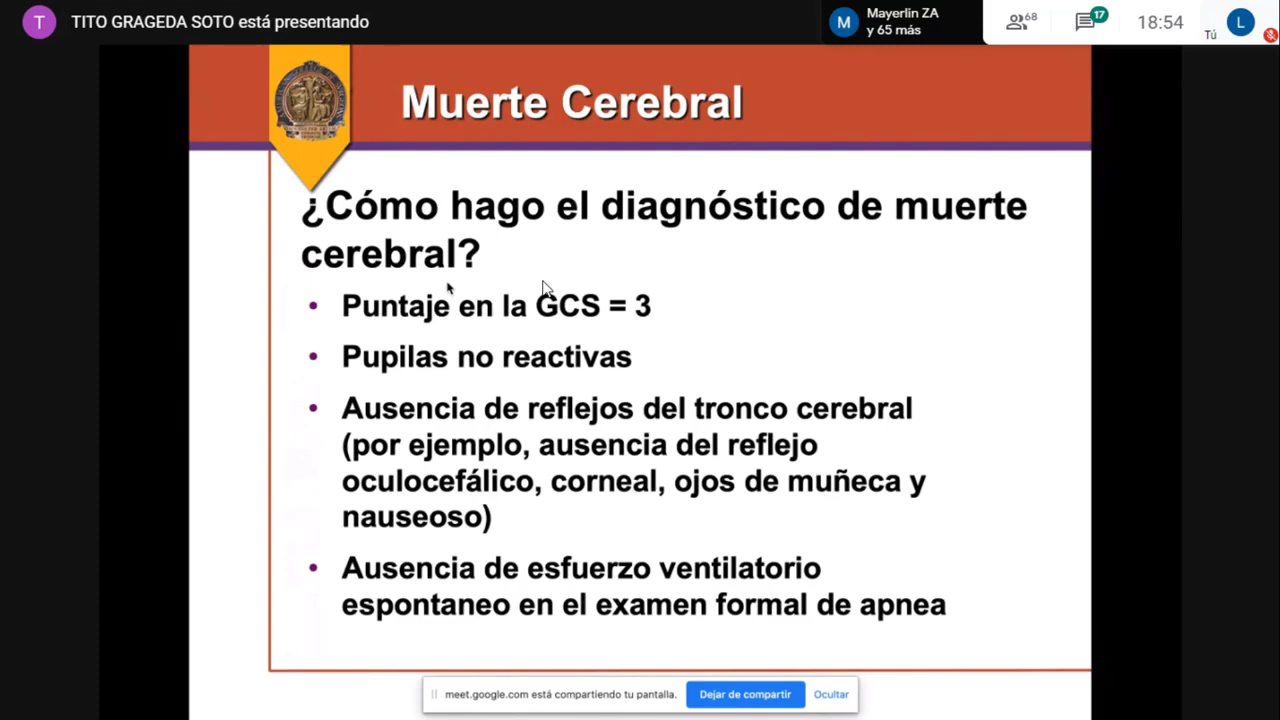 T TITO GRAGEDA SOTO está presentando
M Mayerlin ZA
y 65 más
68
17
18:54
Tú
L
Muerte Cerebral
¿Cómo hago el diagnóstico de muerte
cerebral?
• Puntaje en la GCS = 3
• Pupilas no reactivas
• Ausencia de reflejos del tronco cerebral
(por ejemplo, ausencia del reflejo
oculocefálico, corneal, ojos de muñeca y
nauseoso)
• Ausencia de esfuerzo ventilatorio
espontaneo en el examen formal de apnea
meet.google.com está compartiendo tu pantalla.
Dejar de compartir
Ocultar